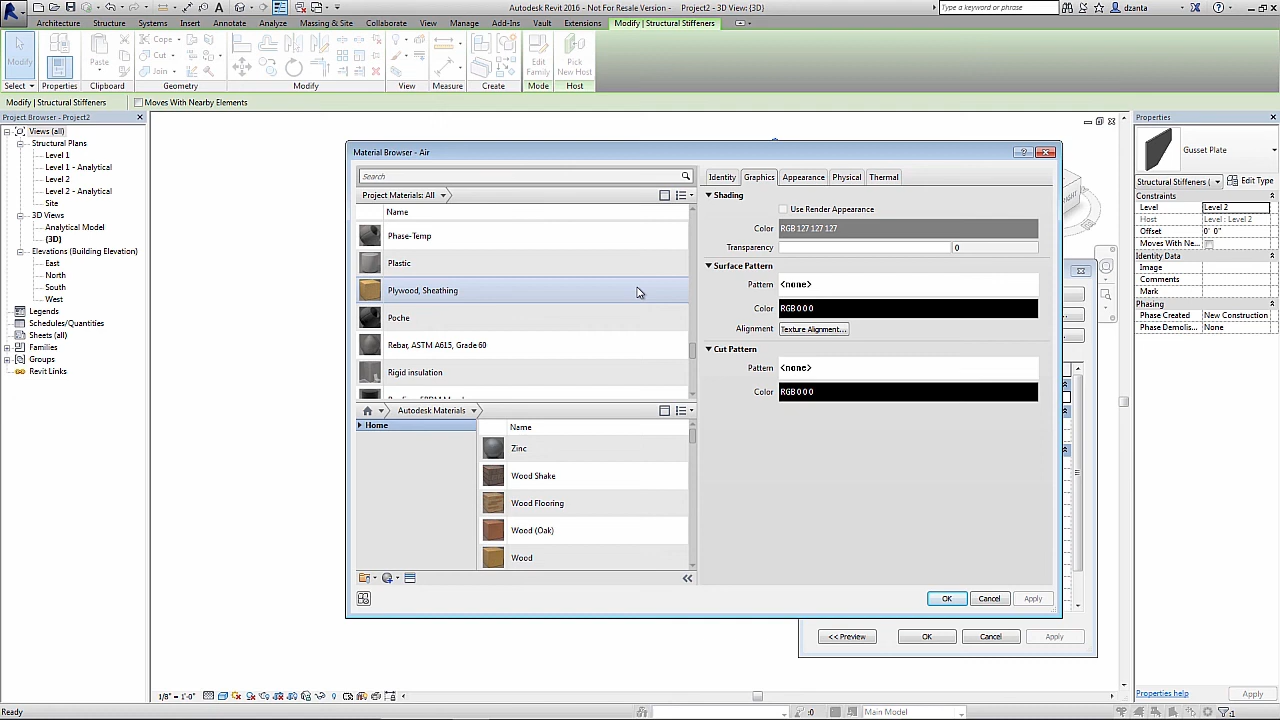 Autodesk Revit 2016 - Not For Resale Version -    Project2 - 3D View: {3D}
Type a keyword or phrase
dzanta
Architecture Structure Systems Insert Annotate Analyze Massing & Site Collaborate View Manage Add-Ins Vault Extensions Modify | Structural Stiffeners
Modify
Paste
Cope
Cut
Join
Edit Family
Pick New Host
Select Properties Clipboard Geometry Modify View Measure Create Mode Host
Modify | Structural Stiffeners
Moves With Nearby Elements
Project Browser - Project2
Views (all)
Structural Plans
Level 1
Level 1 - Analytical
Level 2
Level 2 - Analytical
Site
3D Views
Analytical Model
{3D}
Elevations (Building Elevation)
East
North
South
West
Legends
Schedules/Quantities
Sheets (all)
Families
Groups
Revit Links
Material Browser - Air
Search
Project Materials: All
Name
Phase-Temp
Plastic
Plywood, Sheathing
Poche
Rebar, ASTM A615, Grade 60
Rigid insulation
Autodesk Materials
Home
Name
Zinc
Wood Shake
Wood Flooring
Wood (Oak)
Wood
Identity Graphics Appearance Physical Thermal
Shading
Use Render Appearance
Color RGB 127 127 127
Transparency 0
Surface Pattern
Pattern <none>
Color RGB 0 0 0
Alignment Texture Alignment...
Cut Pattern
Pattern <none>
Color RGB 0 0 0
OK Cancel Apply
<< Preview OK Cancel Apply
Properties
Gusset Plate
Structural Stiffeners ( Edit Type
Constraints
Level Level 2
Host Level : Level 2
Offset 0' 0"
Moves With Ne...
Identity Data
Image
Comments
Mark
Phasing
Phase Created New Construction
Phase Demolis... None
Properties help Apply
1/8" = 1'-0"
Ready
:0
Main Model
:1